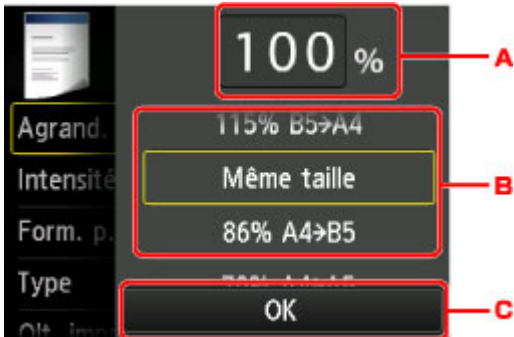 100 %
A
Agrand.
115% B5→A4
Intensité
Même taille
B
Form. p.
86% A4→B5
Type
OK
C